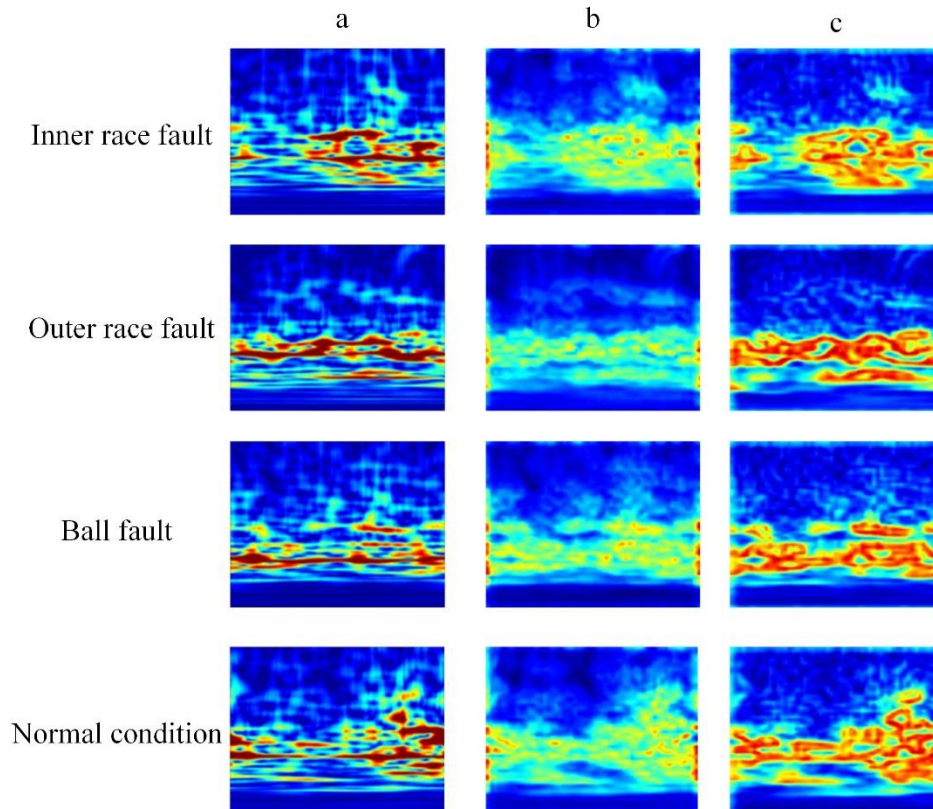 a b c
Inner race fault
Outer race fault
Ball fault
Normal condition